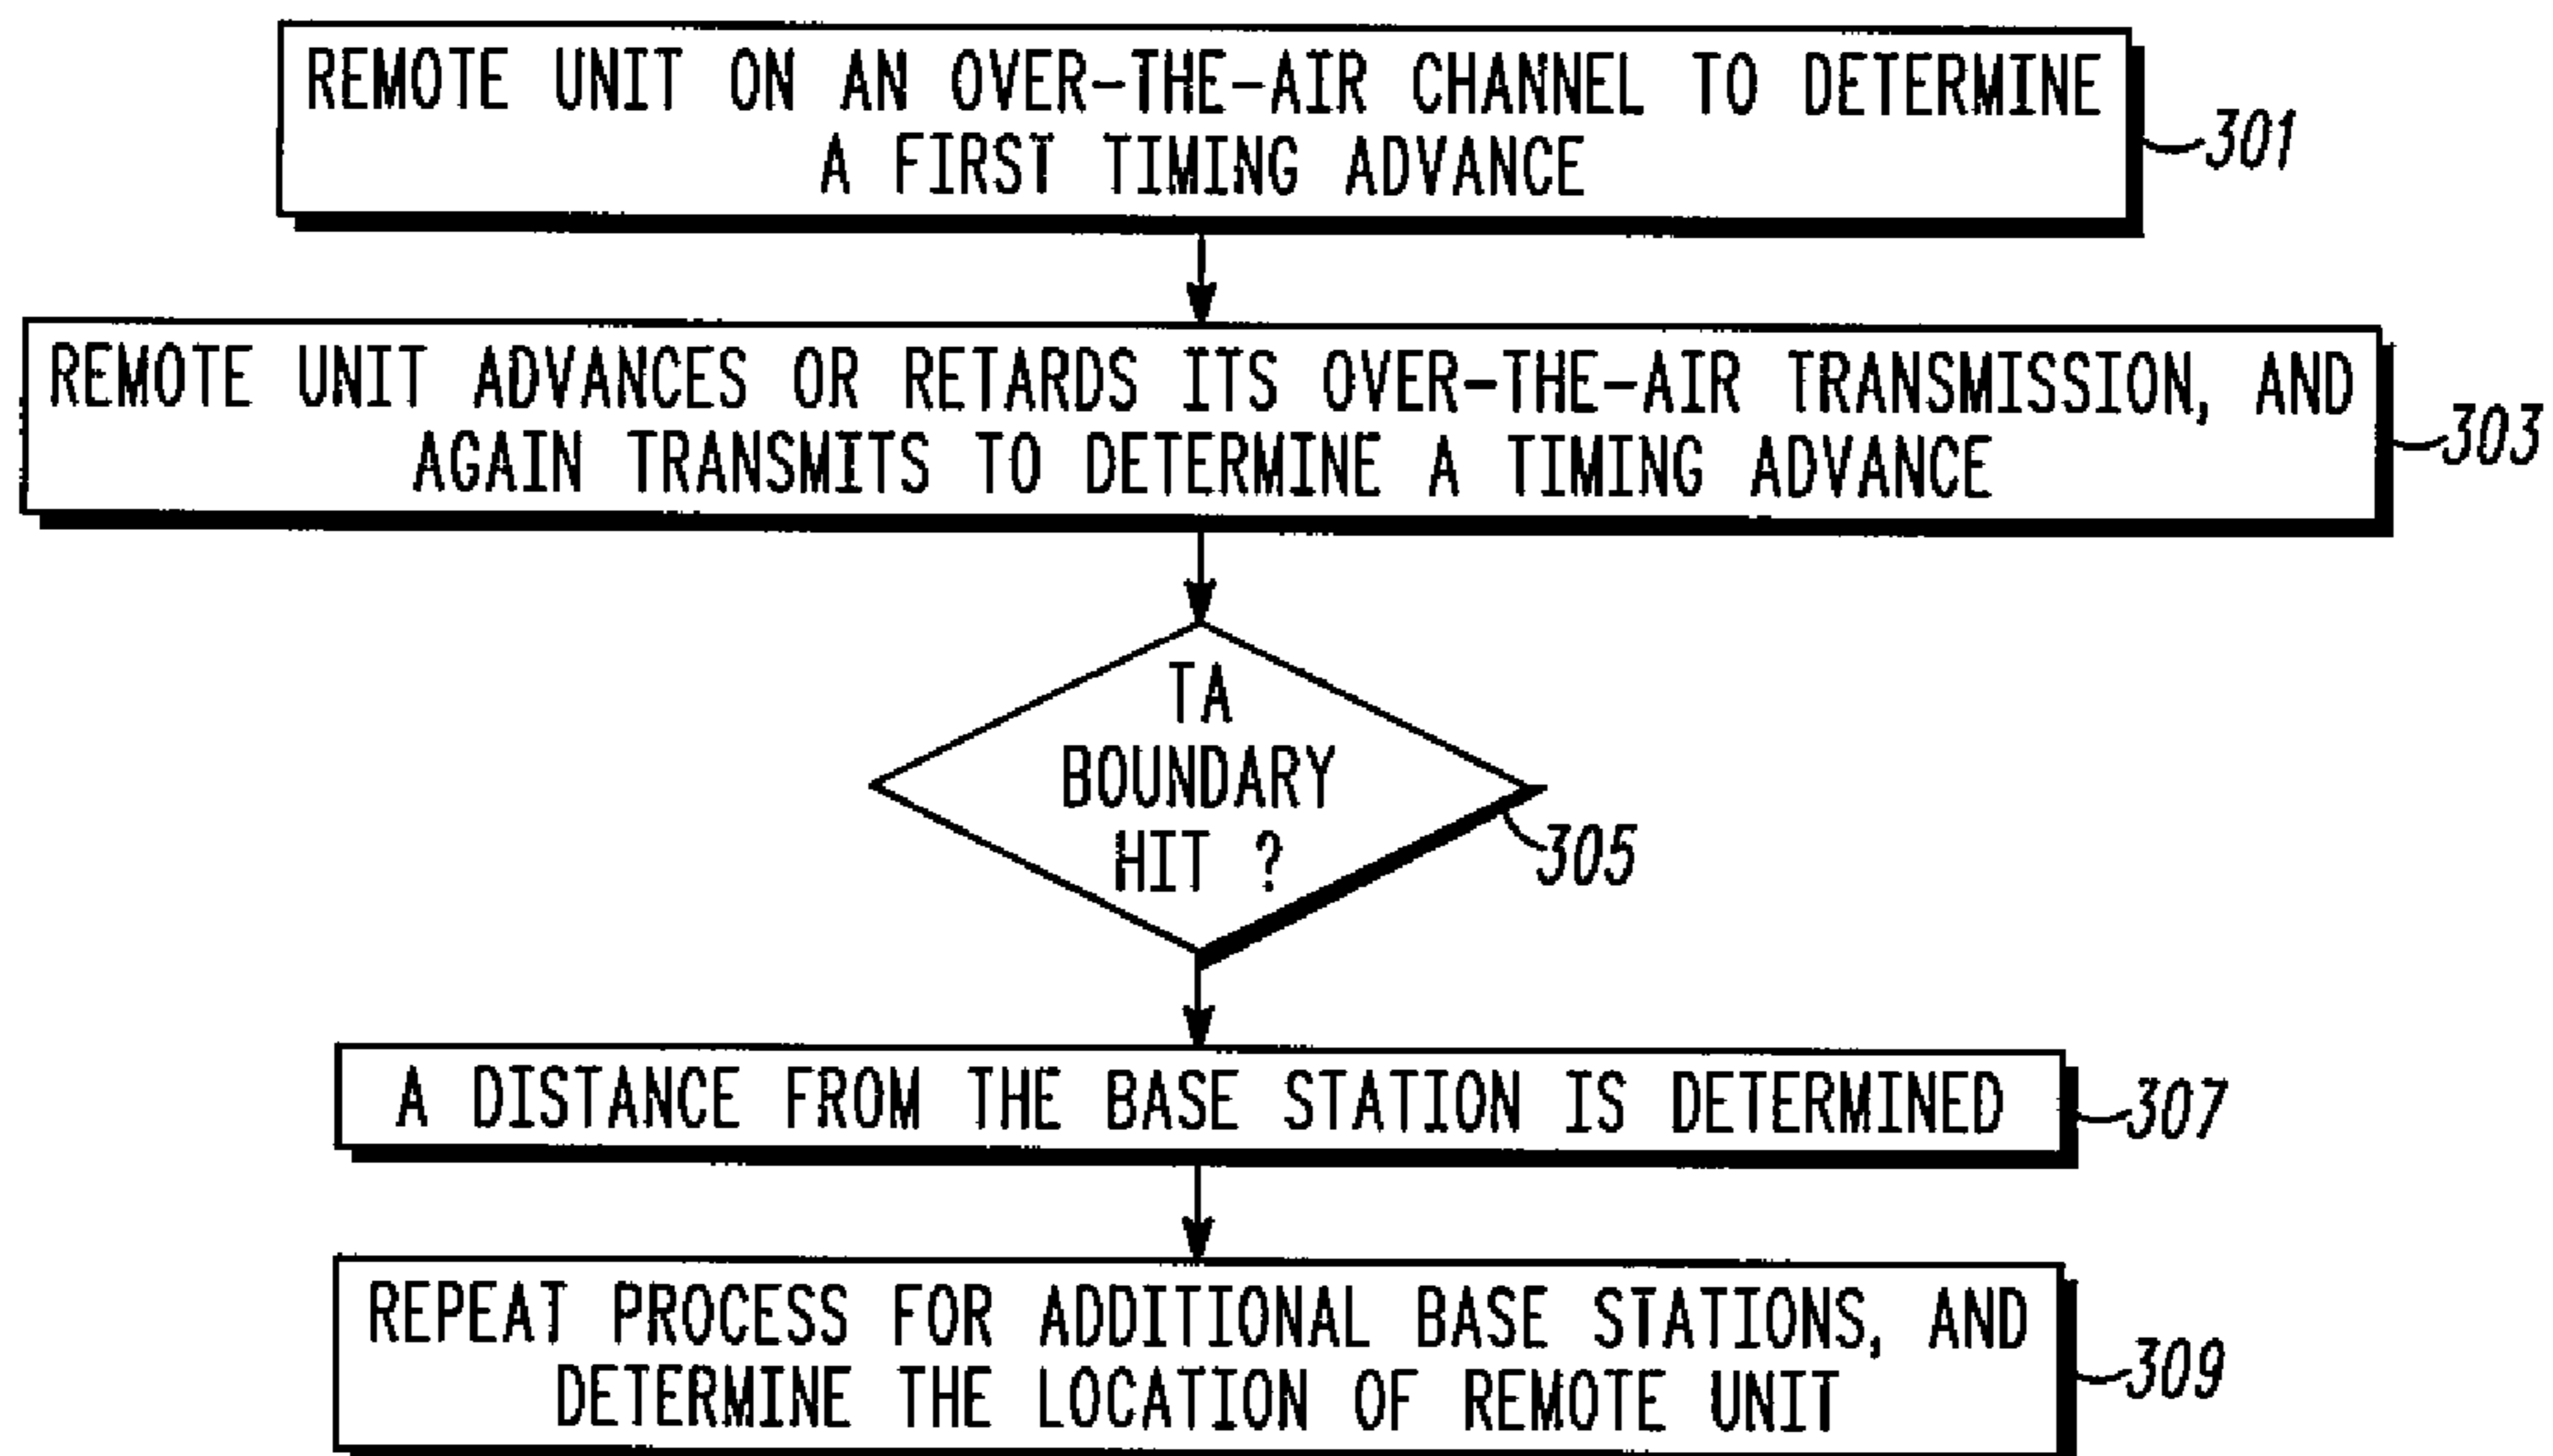 REMOTE UNIT ON AN OVER-THE-AIR CHANNEL TO DETERMINE
A FIRST TIMING ADVANCE
301
REMOTE UNIT ADVANCES OR RETARDS ITS OVER-THE-AIR TRANSMISSION, AND
AGAIN TRANSMITS TO DETERMINE A TIMING ADVANCE
303
TA
BOUNDARY
HIT ?
305
A DISTANCE FROM THE BASE STATION IS DETERMINED
307
REPEAT PROCESS FOR ADDITIONAL BASE STATIONS, AND
DETERMINE THE LOCATION OF REMOTE UNIT
309